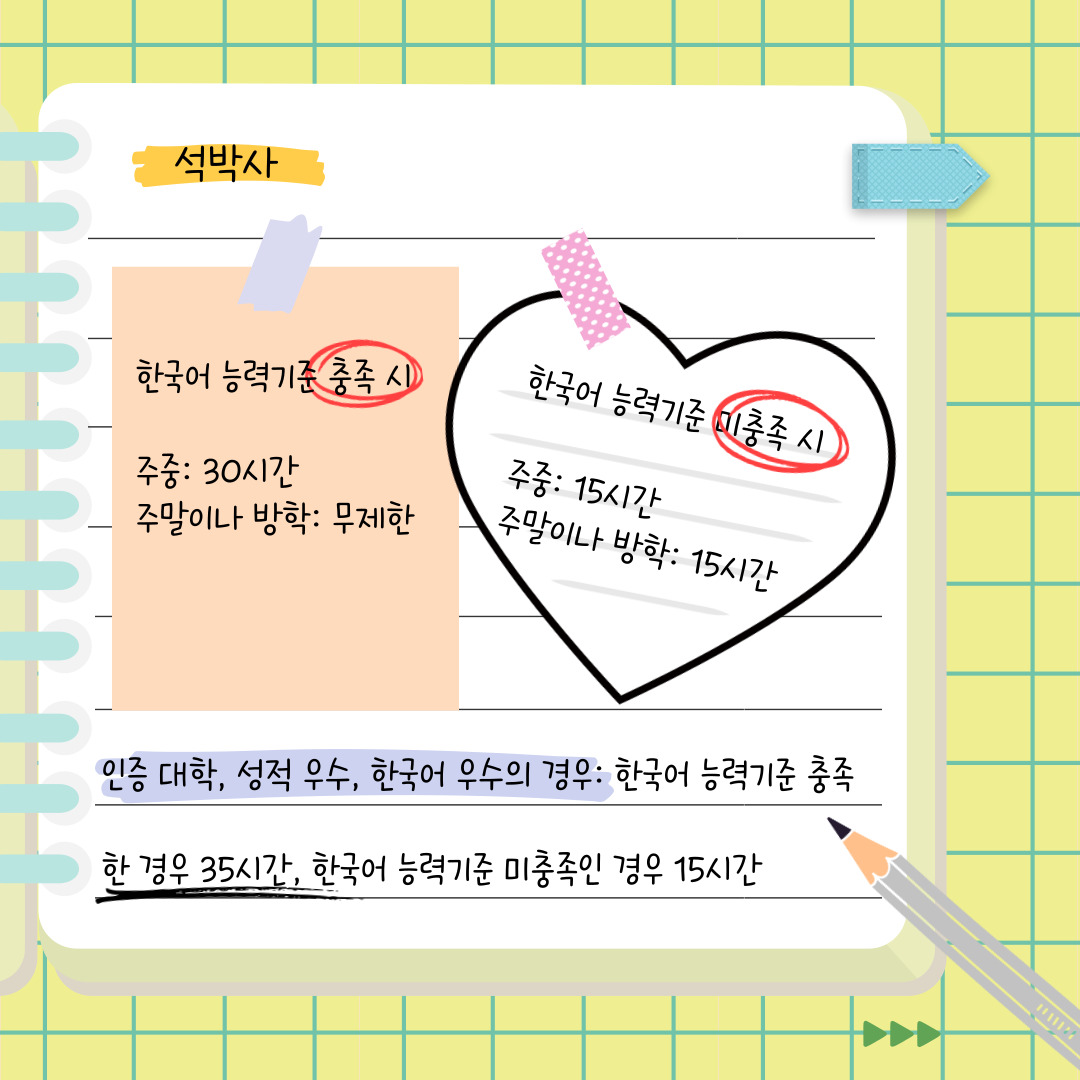 석박사
한국어 능력기준 충족 시
주중: 30시간
주말이나 방학: 무제한
한국어 능력기준 미충족 시
주중: 15시간
주말이나 방학: 15시간
인증 대학, 성적 우수, 한국어 우수의 경우: 한국어 능력기준 충족
한 경우 35시간, 한국어 능력기준 미충족인 경우 15시간